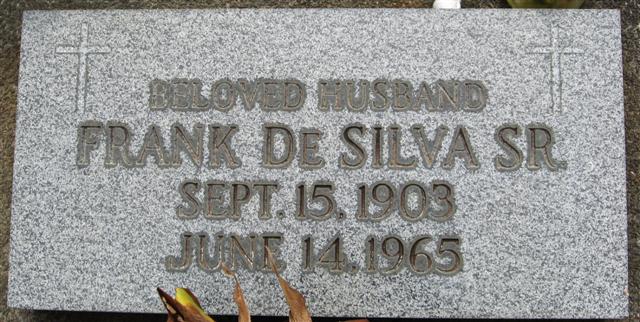 BELOVED HUSBAND
FRANK DE SILVA SR.
SEPT. 15, 1903
JUNE 14, 1965